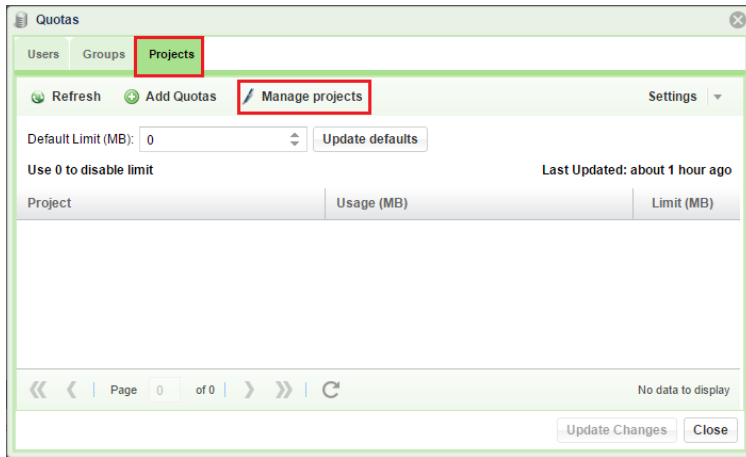 Quotas
Users Groups Projects
Refresh Add Quotas Manage projects Settings
Default Limit (MB): 0 Update defaults
Use 0 to disable limit Last Updated: about 1 hour ago
Project Usage (MB) Limit (MB)
Page 0 of 0 No data to display
Update Changes Close